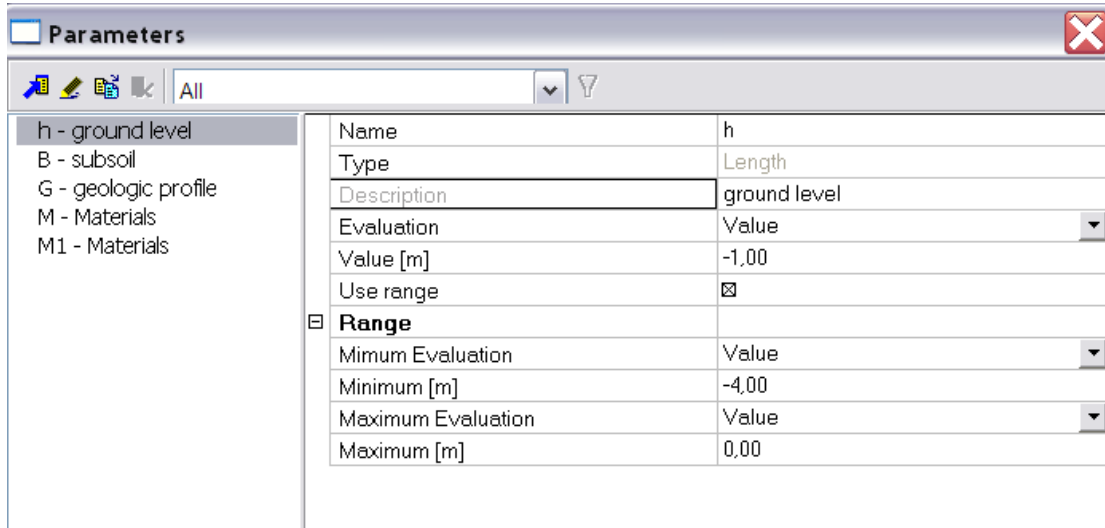 Parameters
All
h - ground level
B - subsoil
G - geologic profile
M - Materials
M1 - Materials
Name h
Type Length
Description ground level
Evaluation Value
Value [m] -1,00
Use range
Range
Mimum Evaluation Value
Minimum [m] -4,00
Maximum Evaluation Value
Maximum [m] 0,00